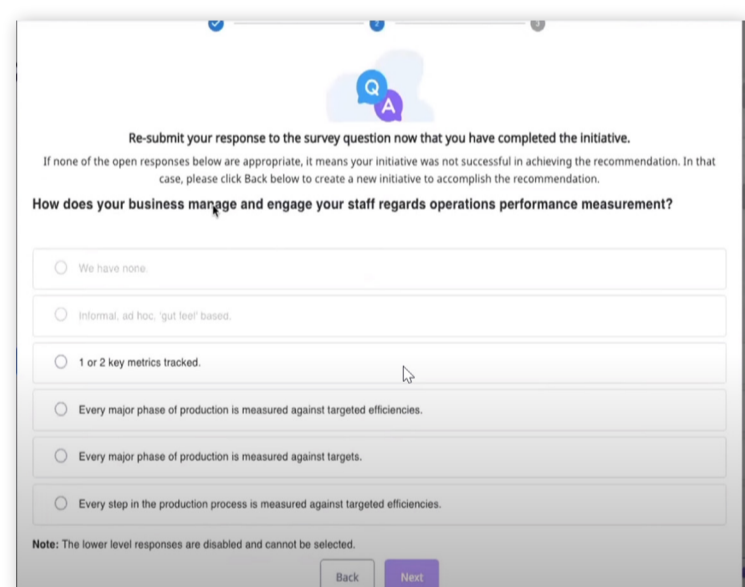 2
3
Q
A
Re-submit your response to the survey question now that you have completed the initiative.
If none of the open responses below are appropriate, it means your initiative was not successful in achieving the recommendation. In that
case, please click Back below to create a new initiative to accomplish the recommendation.
How does your business manage and engage your staff regards operations performance measurement?
We have none.
Informal, ad hoc, 'gut feel' based.
1 or 2 key metrics tracked.
Every major phase of production is measured against targeted efficiencies.
Every major phase of production is measured against targets.
Every step in the production process is measured against targeted efficiencies.
Note: The lower level responses are disabled and cannot be selected.
Back
Next